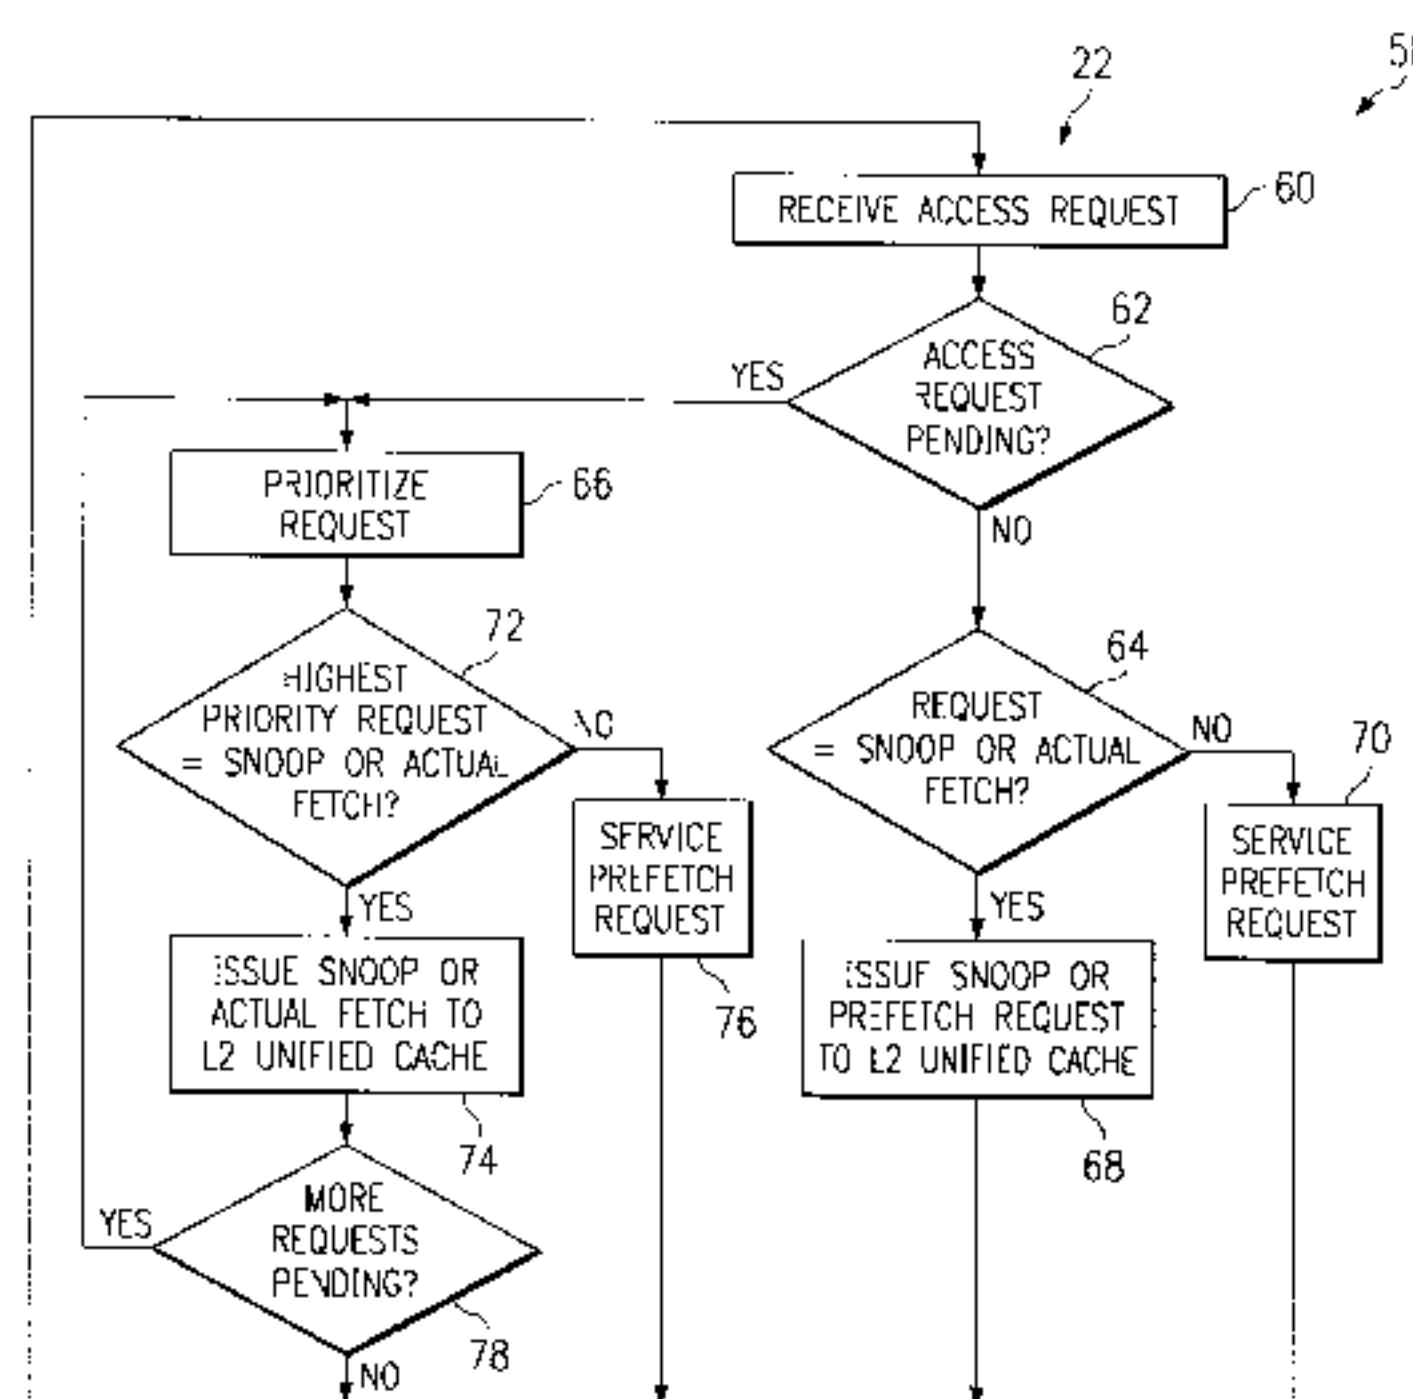 22
RECEIVE ACCESS REQUEST
60
ACCESS
REQUEST
PENDING?
62
YES
NO
PRIORITIZE
REQUEST
66
HIGHEST
PRIORITY REQUEST
= SNOOP OR ACTUAL
FETCH?
72
NO
YES
REQUEST
= SNOOP OR ACTUAL
FETCH?
64
NO
YES
SERVICE
PREFETCH
REQUEST
76
SERVICE
PREFETCH
REQUEST
70
ISSUE SNOOP OR
ACTUAL FETCH TO
L2 UNIFIED CACHE
74
ISSUE SNOOP OR
PREFETCH REQUEST
TO L2 UNIFIED CACHE
68
MORE
REQUESTS
PENDING?
78
YES
NO